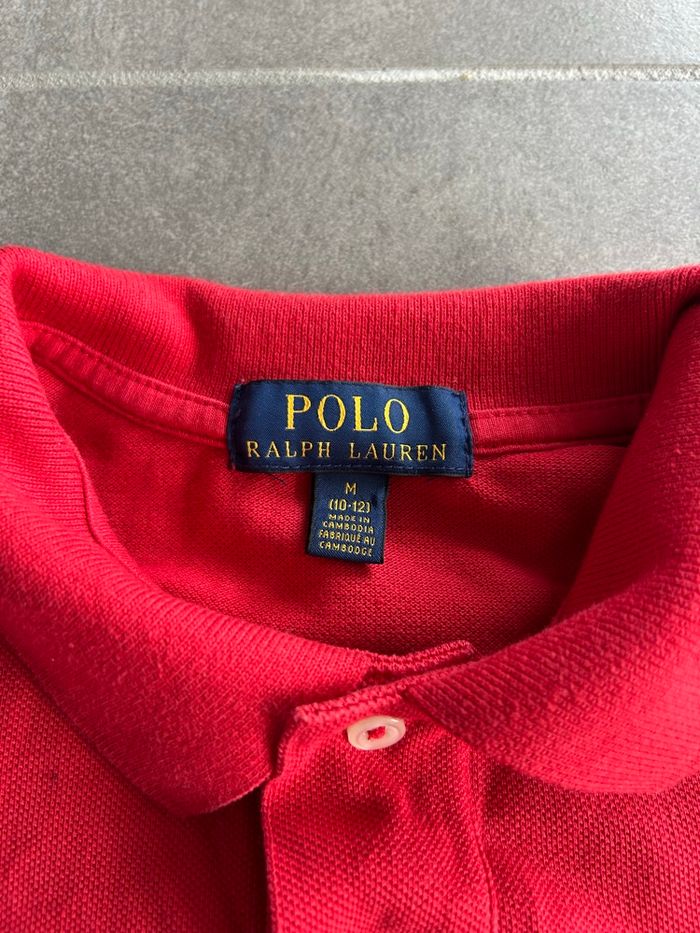 POLO
RALPH LAUREN
M
(10-12)
MADE IN
CAMBODIA
FABRIQUÉ AU
CAMBODGE